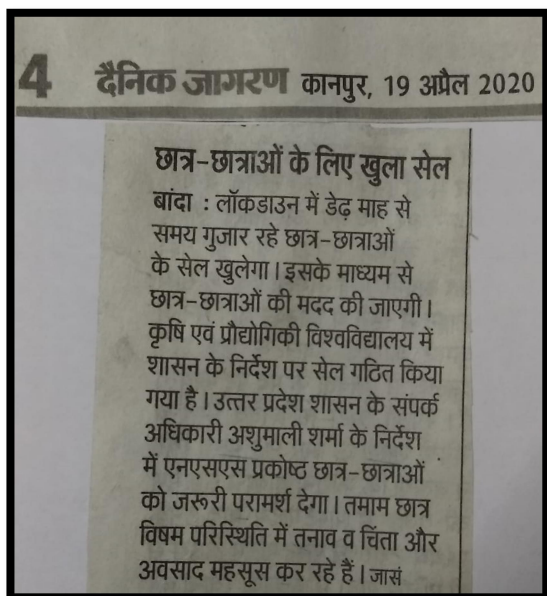 4 दैनिक जागरण कानपुर, 19 अप्रैल 2020
छात्र-छात्राओं के लिए खुला सेल
बांदा : लॉकडाउन में डेढ़ माह से
समय गुजार रहे छात्र-छात्राओं
के सेल खुलेगा। इसके माध्यम से
छात्र-छात्राओं की मदद की जाएगी।
कृषि एवं प्रौद्योगिकी विश्वविद्यालय में
शासन के निर्देश पर सेल गठित किया
गया है। उत्तर प्रदेश शासन के संपर्क
अधिकारी अशुमाली शर्मा के निर्देश
में एनएसएस प्रकोष्ठ छात्र-छात्राओं
को जरूरी परामर्श देगा। तमाम छात्र
विषम परिस्थिति में तनाव व चिंता और
अवसाद महसूस कर रहे हैं। जासं